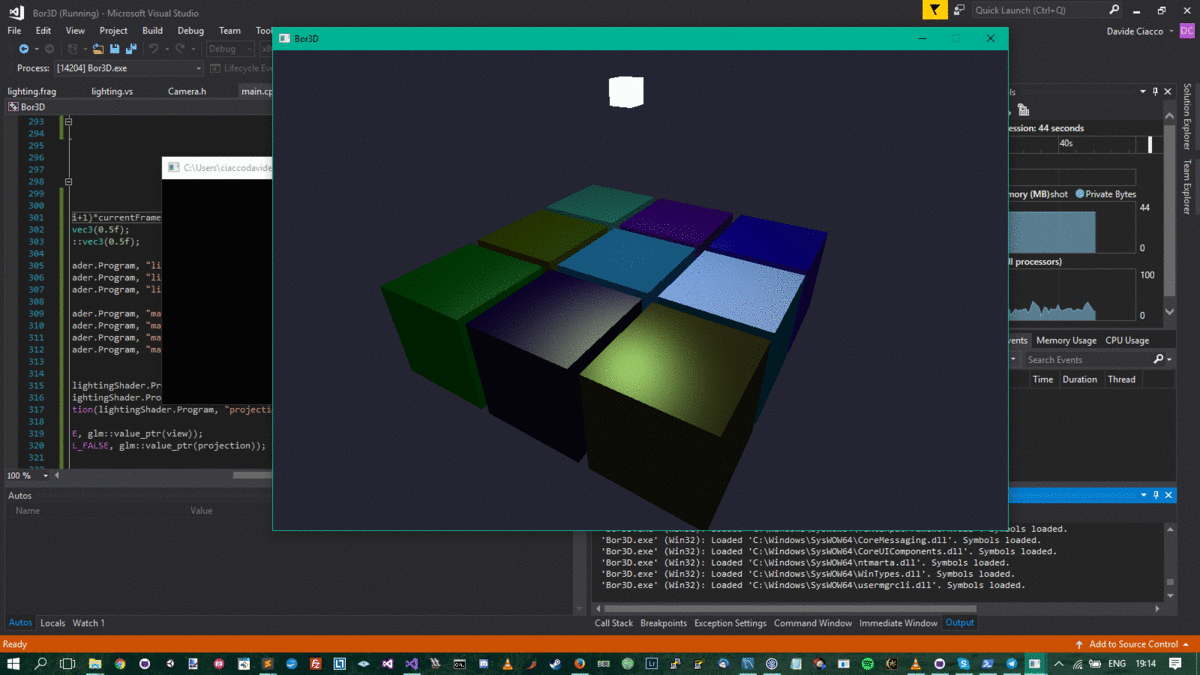 Bor3D (Running) - Microsoft Visual Studio
Quick Launch (Ctrl+Q)
File Edit View Project Build Debug Team
Davide Ciacco DC
Debug
Process: [14204] Bor3D.exe Lifecycle
Bor3D
lighting.frag lighting.vs Camera.h main.cp
Bor3D
C:\Users\ciaccodavide
293
294
295
296
297
298
299
300
301 i+1)*currentFrame
302 vec3(0.5f);
303 ::vec3(0.5f);
304
305 ader.Program, "li
306 ader.Program, "li
307 ader.Program, "li
308
309 ader.Program, "ma
310 ader.Program, "ma
311 ader.Program, "ma
312 ader.Program, "ma
313
314
315 lightingShader.Pr
316 ightingShader.Pro
317 tion(lightingShader.Program, "projecti
318
319 E, glm::value_ptr(view));
320 L_FALSE, glm::value_ptr(projection));
321
100 %
ession: 44 seconds
40s
mory (MB)shot Private Bytes
44
0
ll processors)
100
0
ents Memory Usage CPU Usage
Search Events
Time Duration Thread
Solution Explorer
Team Explorer
Autos
Name Value
Symbols loaded.
'Bor3D.exe' (Win32): Loaded 'C:\Windows\SysWOW64\CoreMessaging.dll'. Symbols loaded.
'Bor3D.exe' (Win32): Loaded 'C:\Windows\SysWOW64\CoreUIComponents.dll'. Symbols loaded.
'Bor3D.exe' (Win32): Loaded 'C:\Windows\SysWOW64\ntmarta.dll'. Symbols loaded.
'Bor3D.exe' (Win32): Loaded 'C:\Windows\SysWOW64\WinTypes.dll'. Symbols loaded.
'Bor3D.exe' (Win32): Loaded 'C:\Windows\SysWOW64\usermgrcli.dll'. Symbols loaded.
Autos Locals Watch 1
Call Stack Breakpoints Exception Settings Command Window Immediate Window Output
Ready
Add to Source Control
ENG 19:14